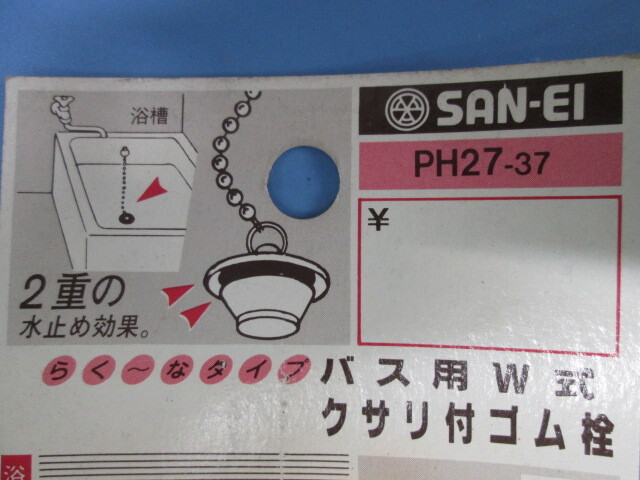 浴槽
SAN-EI
PH27-37
¥
2重の
水止め効果。
らく〜なタイプ
バス用W式
クサリ付ゴム栓
浴